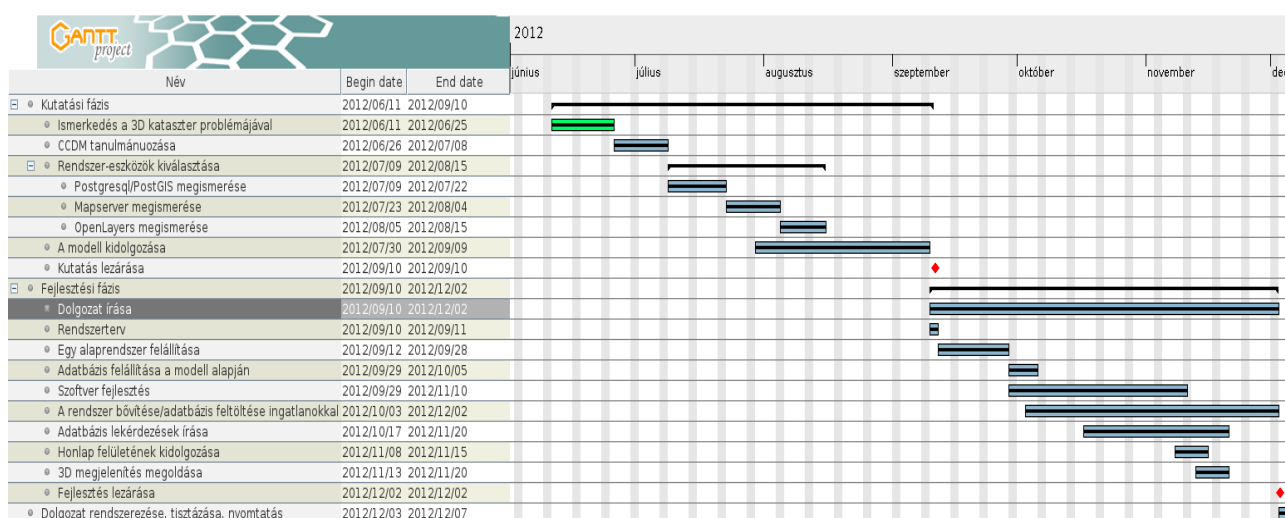 GANTT
project
2012
június július augusztus szeptember október november dec
Név Begin date End date
Kutatási fázis 2012/06/11 2012/09/10
Ismerkedés a 3D kataszter problémájával 2012/06/11 2012/06/25
CCDM tanulmánuozása 2012/06/26 2012/07/08
Rendszer-eszközök kiválasztása 2012/07/09 2012/08/15
Postgresql/PostGIS megismerése 2012/07/09 2012/07/22
Mapserver megismerése 2012/07/23 2012/08/04
OpenLayers megismerése 2012/08/05 2012/08/15
A modell kidolgozása 2012/07/30 2012/09/09
Kutatás lezárása 2012/09/10 2012/09/10
Fejlesztési fázis 2012/09/10 2012/12/02
Dolgozat írása 2012/09/10 2012/12/02
Rendszerterv 2012/09/10 2012/09/11
Egy alaprendszer felállítása 2012/09/12 2012/09/28
Adatbázis felállítása a modell alapján 2012/09/29 2012/10/05
Szoftver fejlesztés 2012/09/29 2012/11/10
A rendszer bővítése/adatbázis feltöltése ingatlanokkal 2012/10/03 2012/12/02
Adatbázis lekérdezések írása 2012/10/17 2012/11/20
Honlap felületének kidolgozása 2012/11/08 2012/11/15
3D megjelenítés megoldása 2012/11/13 2012/11/20
Fejlesztés lezárása 2012/12/02 2012/12/02
Dolgozat rendszerezése, tisztázása, nyomtatás 2012/12/03 2012/12/07